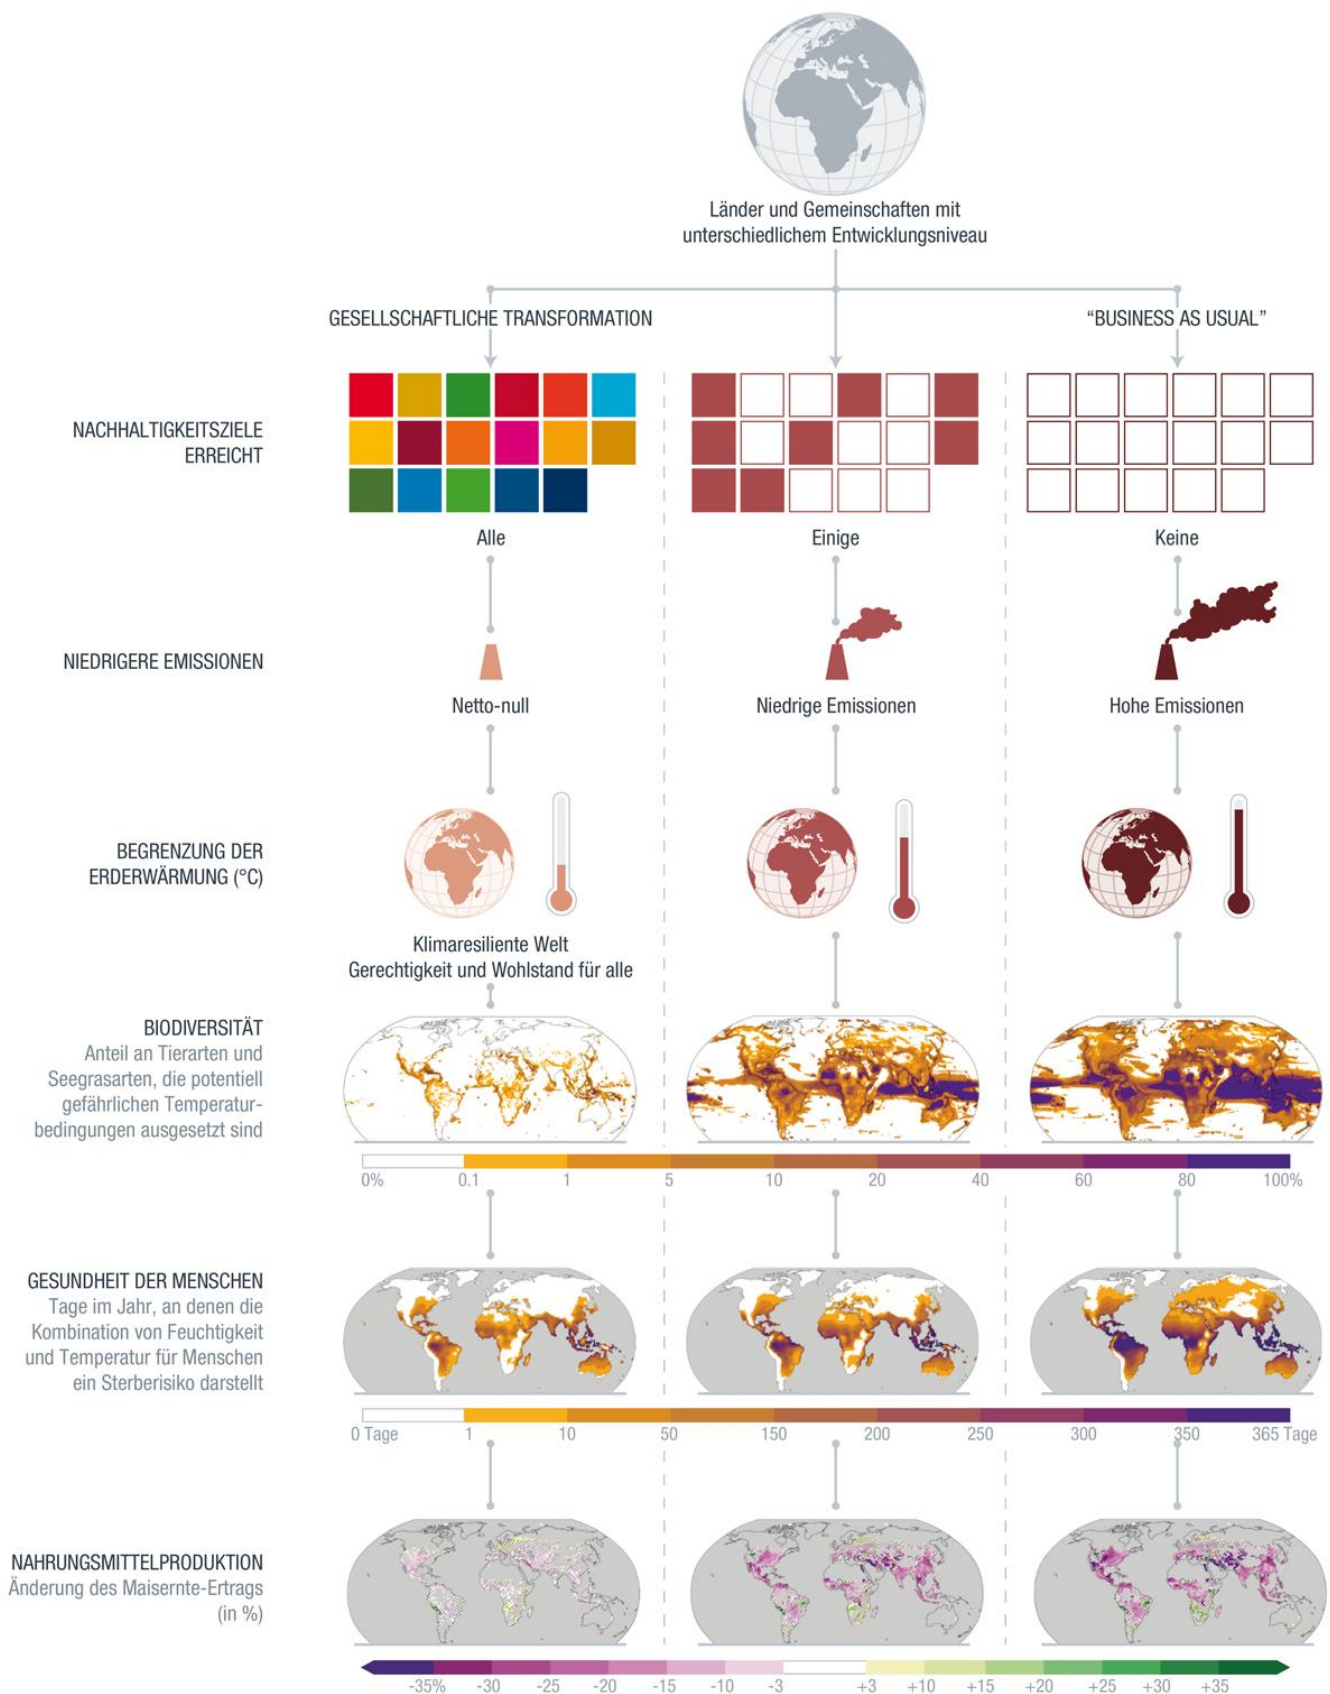 Länder und Gemeinschaften mit
unterschiedlichem Entwicklungsniveau
GESELLSCHAFTLICHE TRANSFORMATION
"BUSINESS AS USUAL"
NACHHALTIGKEITSZIELE
ERREICHT
Alle
Einige
Keine
NIEDRIGERE EMISSIONEN
Netto-null
Niedrige Emissionen
Hohe Emissionen
BEGRENZUNG DER
ERDERWÄRMUNG (°C)
Klimaresiliente Welt
Gerechtigkeit und Wohlstand für alle
BIODIVERSITÄT
Anteil an Tierarten und
Seegrasarten, die potentiell
gefährlichen Temperatur-
bedingungen ausgesetzt sind
0% 0.1 1 5 10 20 40 60 80 100%
GESUNDHEIT DER MENSCHEN
Tage im Jahr, an denen die
Kombination von Feuchtigkeit
und Temperatur für Menschen
ein Sterberisiko darstellt
0 Tage 1 10 50 150 200 250 300 350 365 Tage
NAHRUNGSMITTELPRODUKTION
Änderung des Maisernte-Ertrags
(in %)
-35% -30 -25 -20 -15 -10 -3 +3 +10 +15 +20 +25 +30 +35